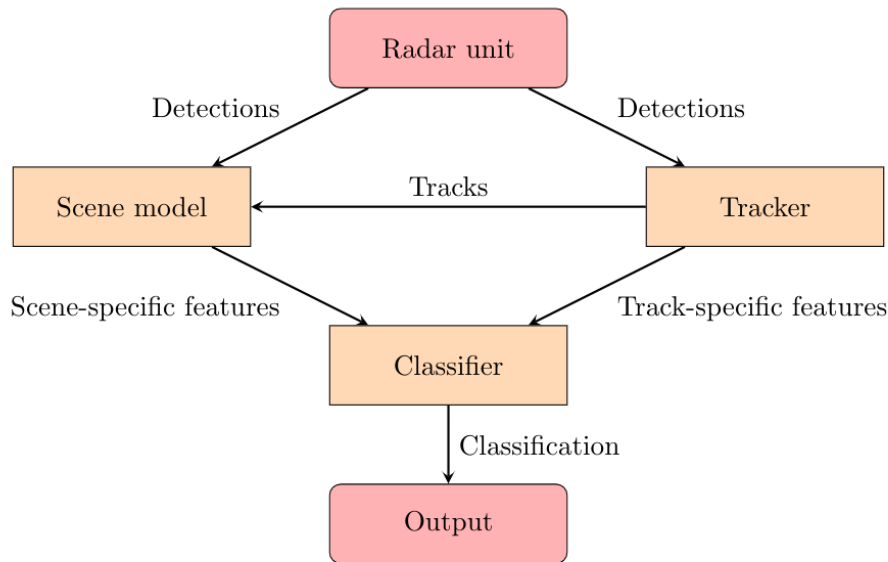 Radar unit
Detections
Detections
Scene model
Tracks
Tracker
Scene-specific features
Track-specific features
Classifier
Classification
Output